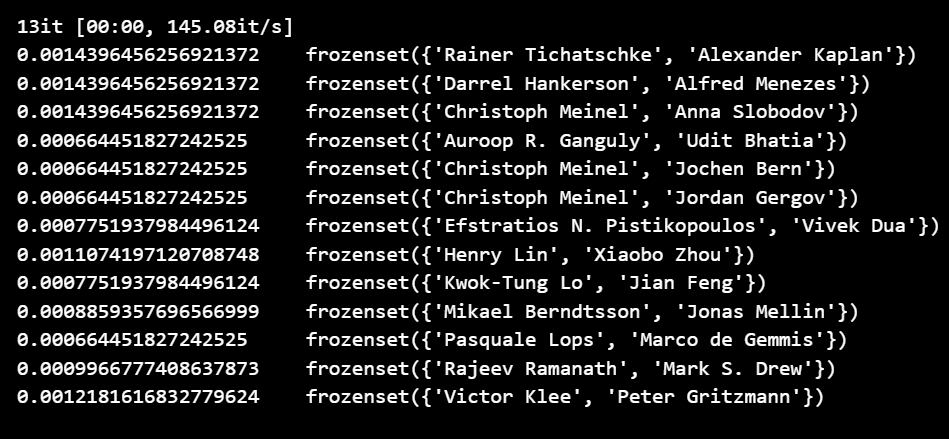 13it [00:00, 145.08it/s]
0.0014396456256921372    frozenset({'Rainer Tichatschke', 'Alexander Kaplan'})
0.0014396456256921372    frozenset({'Darrel Hankerson', 'Alfred Menezes'})
0.0014396456256921372    frozenset({'Christoph Meinel', 'Anna Slobodov'})
0.000664451827242525     frozenset({'Auroop R. Ganguly', 'Udit Bhatia'})
0.000664451827242525     frozenset({'Christoph Meinel', 'Jochen Bern'})
0.000664451827242525     frozenset({'Christoph Meinel', 'Jordan Gergov'})
0.0007751937984496124    frozenset({'Efstratios N. Pistikopoulos', 'Vivek Dua'})
0.0011074197120708748    frozenset({'Henry Lin', 'Xiaobo Zhou'})
0.0007751937984496124    frozenset({'Kwok-Tung Lo', 'Jian Feng'})
0.0008859357696566999    frozenset({'Mikael Berndtsson', 'Jonas Mellin'})
0.000664451827242525     frozenset({'Pasquale Lops', 'Marco de Gemmis'})
0.0009966777408637873    frozenset({'Rajeev Ramanath', 'Mark S. Drew'})
0.0012181616832779624    frozenset({'Victor Klee', 'Peter Gritzmann'})